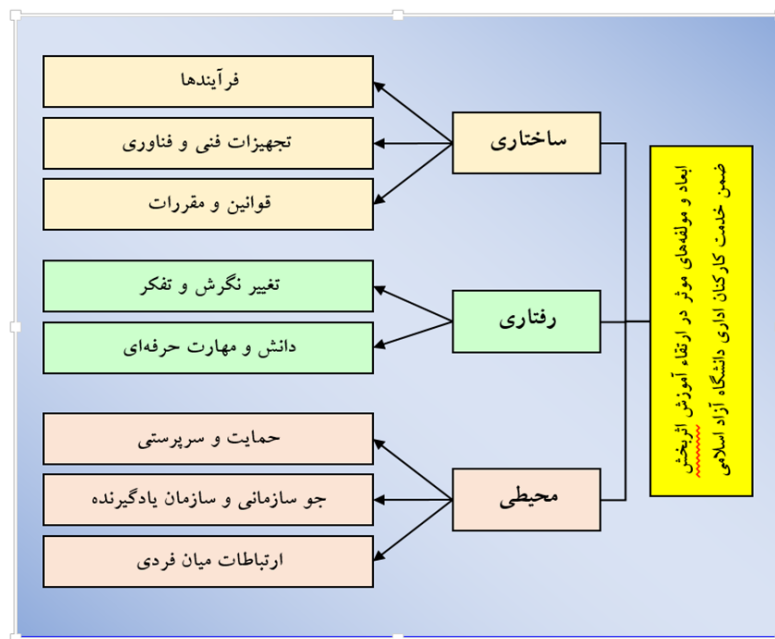 ابعاد و مولفه‌های موثر در ارتقاء آموزش اثربخش
ضمن خدمت کارکنان اداری دانشگاه آزاد اسلامی
ساختاری
فرآیندها
تجهیزات فنی و فناوری
قوانین و مقررات
رفتاری
تغییر نگرش و تفکر
دانش و مهارت حرفه‌ای
محیطی
حمایت و سرپرستی
جو سازمانی و سازمان یادگیرنده
ارتباطات میان فردی